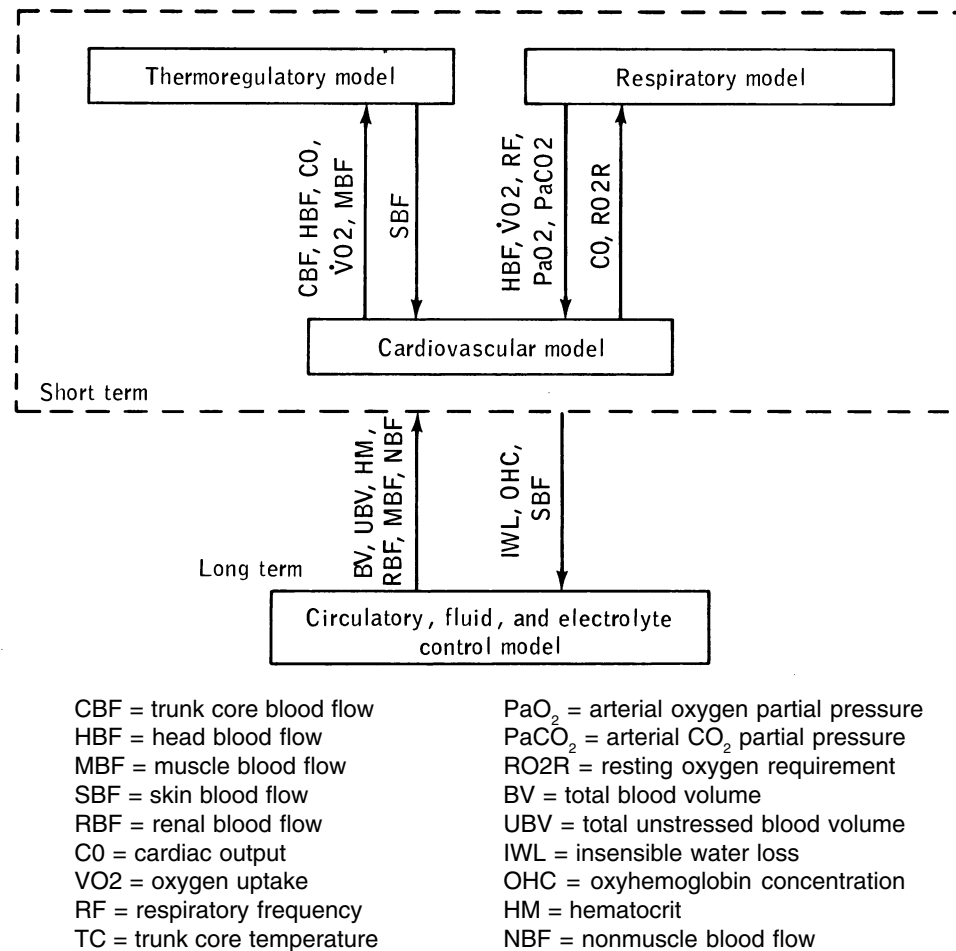 Thermoregulatory model
Respiratory model
CBF, HBF, CO,
V̇O2, MBF
SBF
HBF, V̇O2, RF,
PaO2, PaCO2
CO, RO2R
Cardiovascular model
Short term
BV, UBV, HM,
RBF, MBF, NBF
IWL, OHC,
SBF
Long term
Circulatory, fluid, and electrolyte
control model
CBF = trunk core blood flow
HBF = head blood flow
MBF = muscle blood flow
SBF = skin blood flow
RBF = renal blood flow
C0 = cardiac output
VO2 = oxygen uptake
RF = respiratory frequency
TC = trunk core temperature
PaO₂ = arterial oxygen partial pressure
PaCO₂ = arterial CO₂ partial pressure
RO2R = resting oxygen requirement
BV = total blood volume
UBV = total unstressed blood volume
IWL = insensible water loss
OHC = oxyhemoglobin concentration
HM = hematocrit
NBF = nonmuscle blood flow